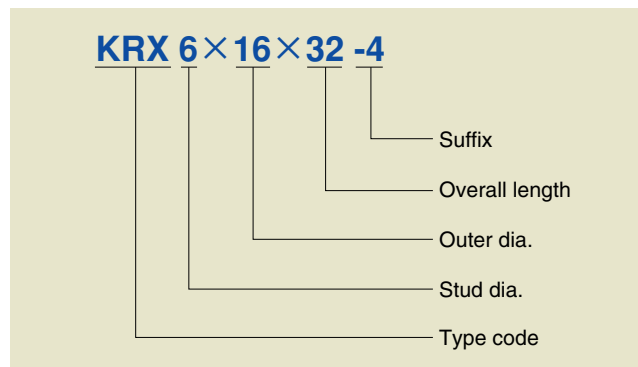 KRX 6×16×32 -4
Suffix
Overall length
Outer dia.
Stud dia.
Type code